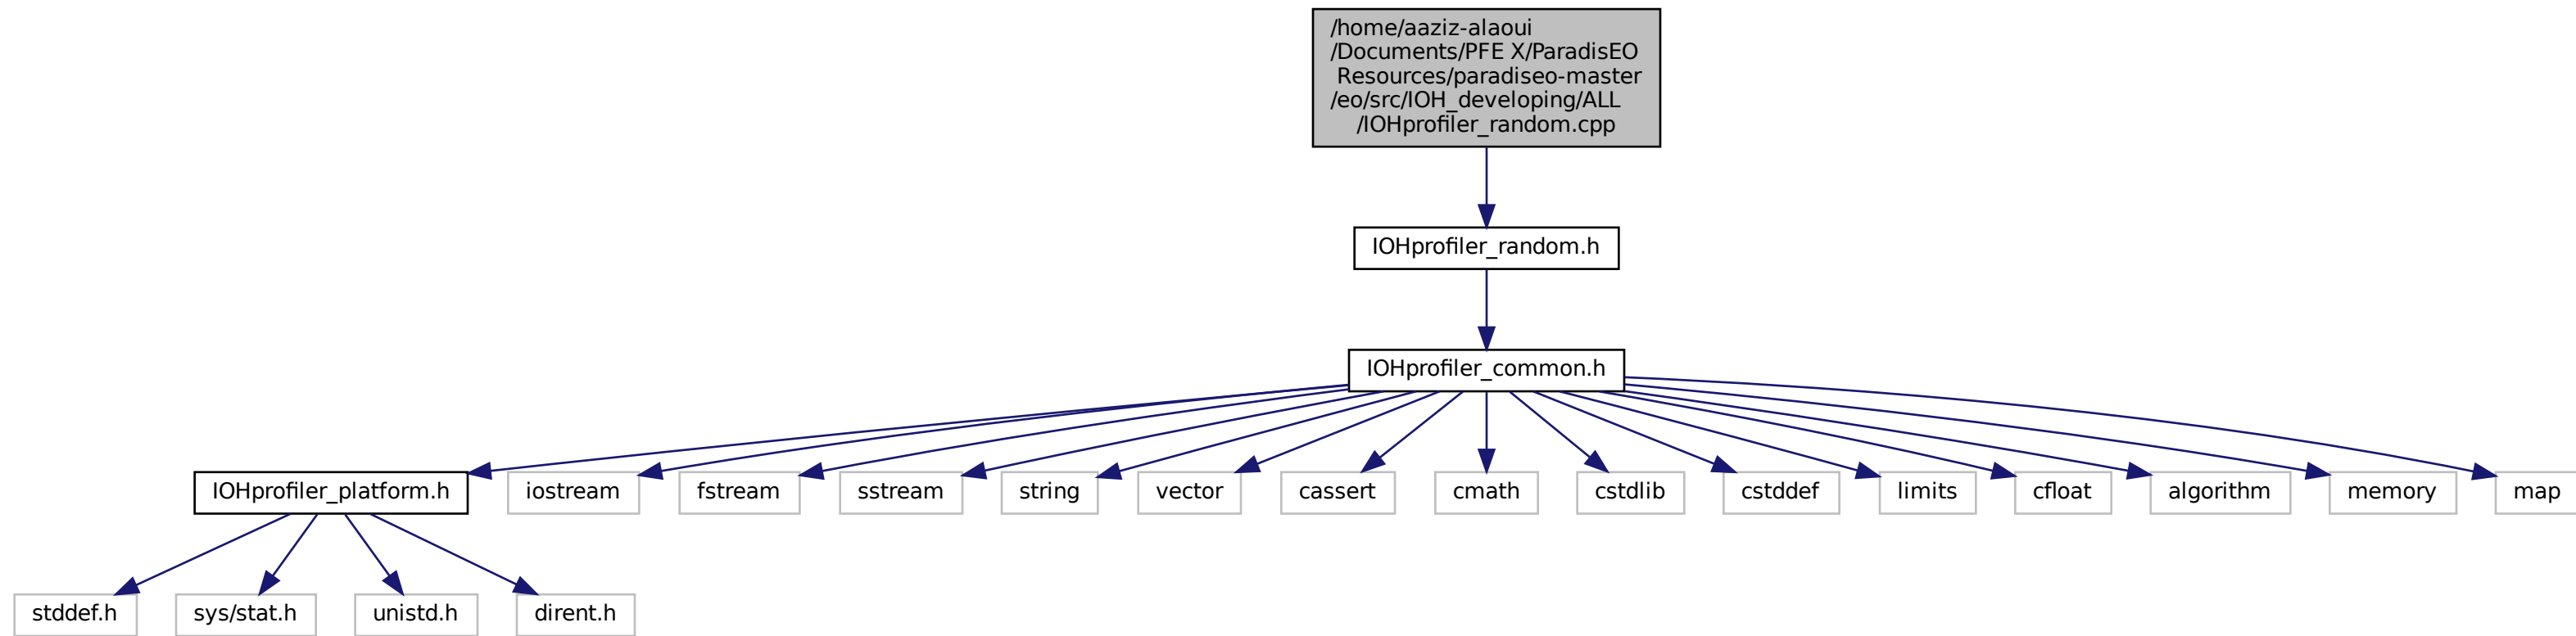 /home/aaziz-alaoui
/Documents/PFE X/ParadisEO
Resources/paradiseo-master
/eo/src/IOH_developing/ALL
/IOHprofiler_random.cpp
IOHprofiler_random.h
IOHprofiler_common.h
IOHprofiler_platform.h
iostream
fstream
sstream
string
vector
cassert
cmath
cstdlib
cstddef
limits
cfloat
algorithm
memory
map
stddef.h
sys/stat.h
unistd.h
dirent.h